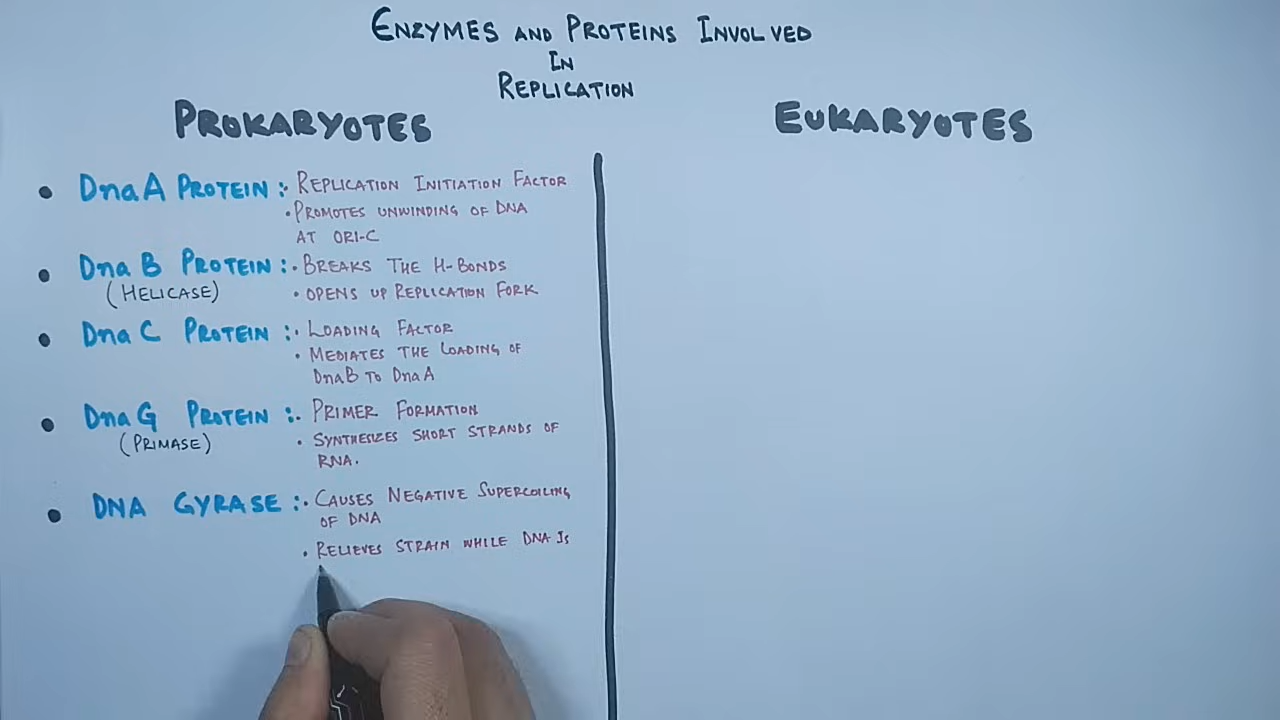 ENZYMES AND PROTEINS INVOLVED
IN
REPLICATION
PROKARYOTES
• DnaA PROTEIN :• REPLICATION INITIATION FACTOR
• PROMOTES UNWINDING OF DNA
AT ORI-C
• DnaB PROTEIN :• BREAKS THE H-BONDS
(HELICASE) • OPENS UP REPLICATION FORK
• DnaC PROTEIN :• LOADING FACTOR
• MEDIATES THE LOADING OF
DnaB TO DnaA
• DnaG PROTEIN :• PRIMER FORMATION
(PRIMASE) • SYNTHESIZES SHORT STRANDS OF
RNA.
• DNA GYRASE :• CAUSES NEGATIVE SUPERCOILING
OF DNA
• RELIEVES STRAIN WHILE DNA IS
EUKARYOTES